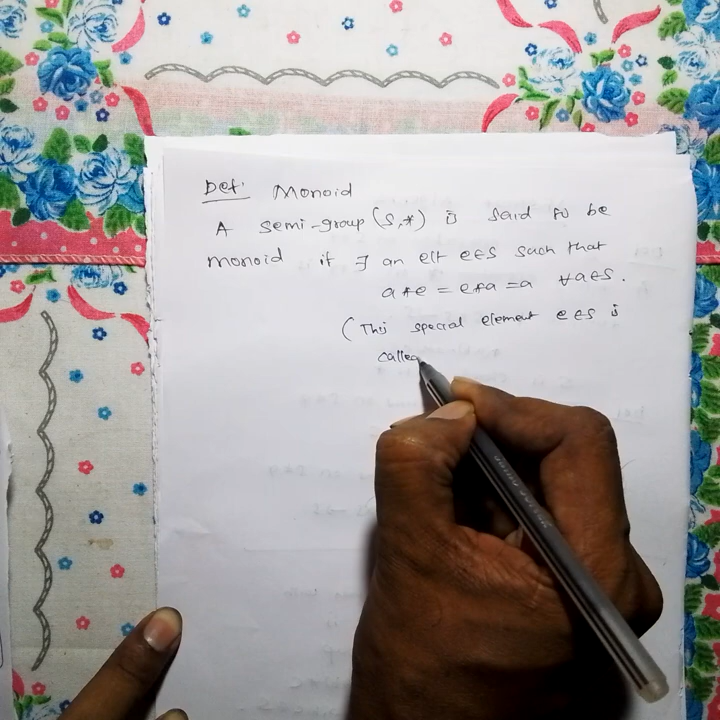 Def: Monoid
A semi-group (S,*) is said to be
monoid if ∃ an elt e∈S such that
a*e = e*a = a ∀a∈S.
(This special element e∈S is
called